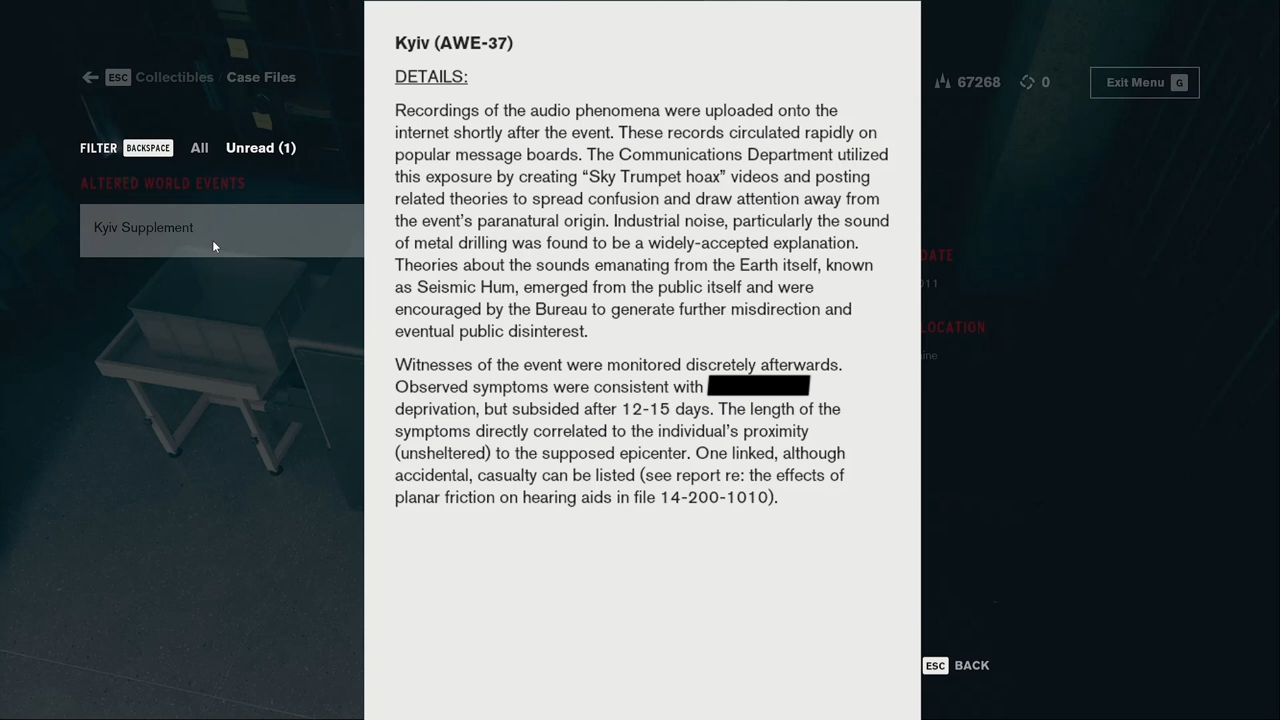 ESC Collectibles / Case Files
67268 0
Exit Menu G
FILTER BACKSPACE All Unread (1)
ALTERED WORLD EVENTS
Kyiv Supplement
Kyiv (AWE-37)
DETAILS:
Recordings of the audio phenomena were uploaded onto the
internet shortly after the event. These records circulated rapidly on
popular message boards. The Communications Department utilized
this exposure by creating “Sky Trumpet hoax” videos and posting
related theories to spread confusion and draw attention away from
the event’s paranatural origin. Industrial noise, particularly the sound
of metal drilling was found to be a widely-accepted explanation.
Theories about the sounds emanating from the Earth itself, known
as Seismic Hum, emerged from the public itself and were
encouraged by the Bureau to generate further misdirection and
eventual public disinterest.
Witnesses of the event were monitored discretely afterwards.
Observed symptoms were consistent with
deprivation, but subsided after 12-15 days. The length of the
symptoms directly correlated to the individual’s proximity
(unsheltered) to the supposed epicenter. One linked, although
accidental, casualty can be listed (see report re: the effects of
planar friction on hearing aids in file 14-200-1010).
DATE
011
LOCATION
ine
ESC BACK